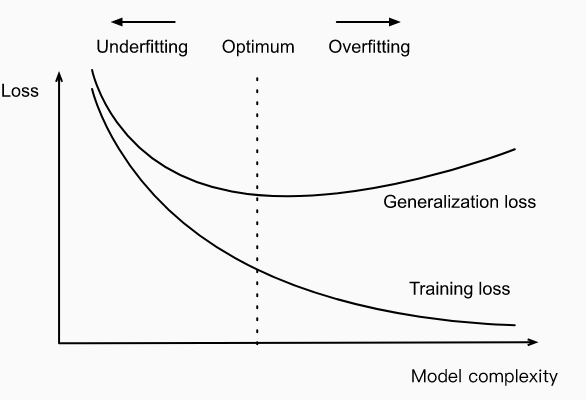 Underfitting Optimum Overfitting
Loss
Generalization loss
Training loss
Model complexity